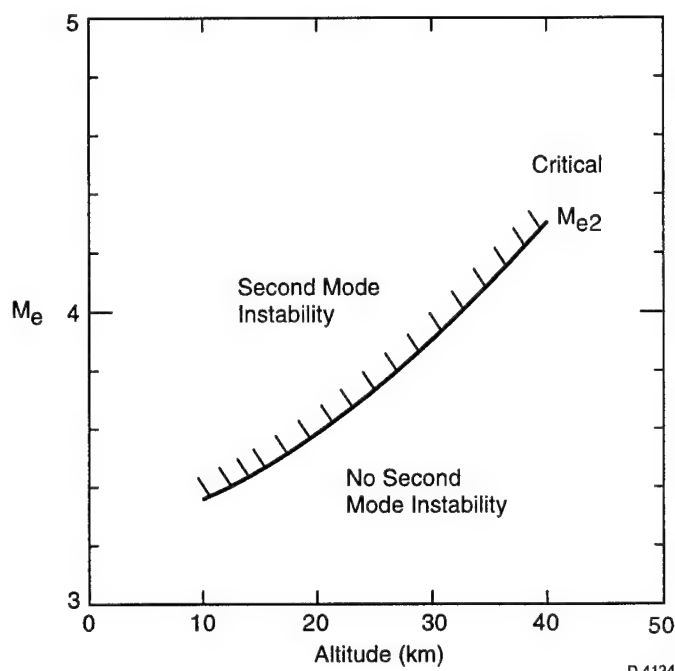 5
Critical
Me2
Second Mode
Instability
Me
4
No Second
Mode Instability
3
0
10
20
30
40
50
Altitude (km)